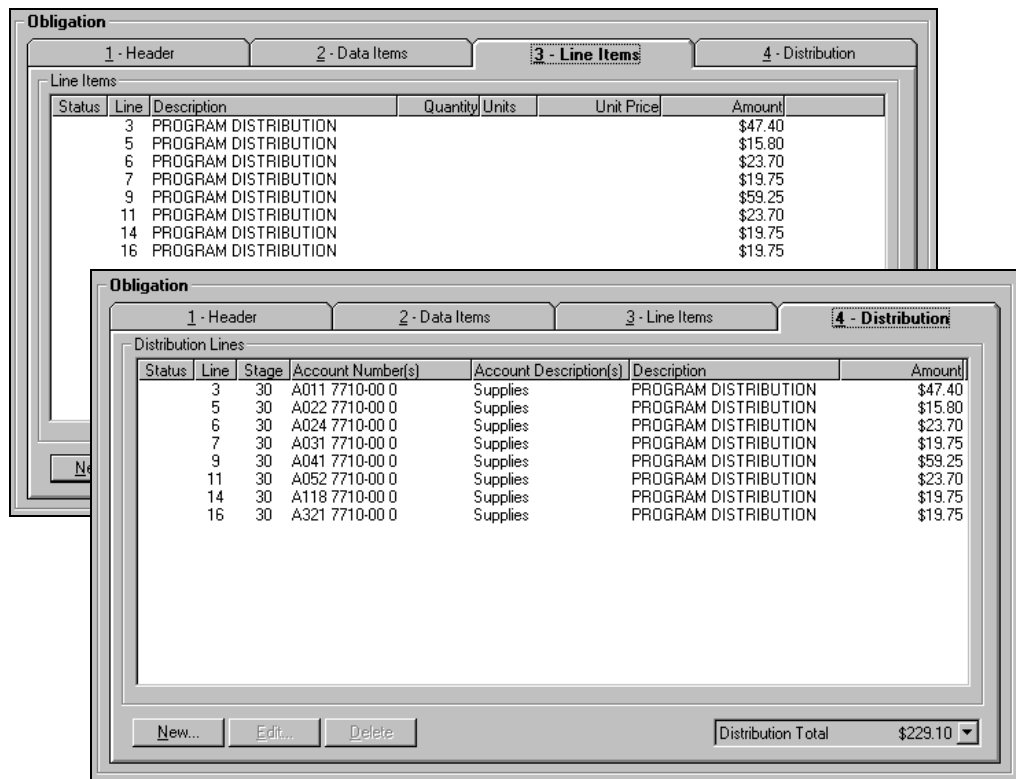 Obligation
1 - Header 2 - Data Items 3 - Line Items 4 - Distribution
Line Items
Status Line Description Quantity Units Unit Price Amount
3 PROGRAM DISTRIBUTION $47.40
5 PROGRAM DISTRIBUTION $15.80
6 PROGRAM DISTRIBUTION $23.70
7 PROGRAM DISTRIBUTION $19.75
9 PROGRAM DISTRIBUTION $59.25
11 PROGRAM DISTRIBUTION $23.70
14 PROGRAM DISTRIBUTION $19.75
16 PROGRAM DISTRIBUTION $19.75
Ne
Obligation
1 - Header 2 - Data Items 3 - Line Items 4 - Distribution
Distribution Lines
Status Line Stage Account Number(s) Account Description(s) Description Amount
3 30 A011 7710-00 0 Supplies PROGRAM DISTRIBUTION $47.40
5 30 A022 7710-00 0 Supplies PROGRAM DISTRIBUTION $15.80
6 30 A024 7710-00 0 Supplies PROGRAM DISTRIBUTION $23.70
7 30 A031 7710-00 0 Supplies PROGRAM DISTRIBUTION $19.75
9 30 A041 7710-00 0 Supplies PROGRAM DISTRIBUTION $59.25
11 30 A052 7710-00 0 Supplies PROGRAM DISTRIBUTION $23.70
14 30 A118 7710-00 0 Supplies PROGRAM DISTRIBUTION $19.75
16 30 A321 7710-00 0 Supplies PROGRAM DISTRIBUTION $19.75
New... Edit... Delete Distribution Total $229.10